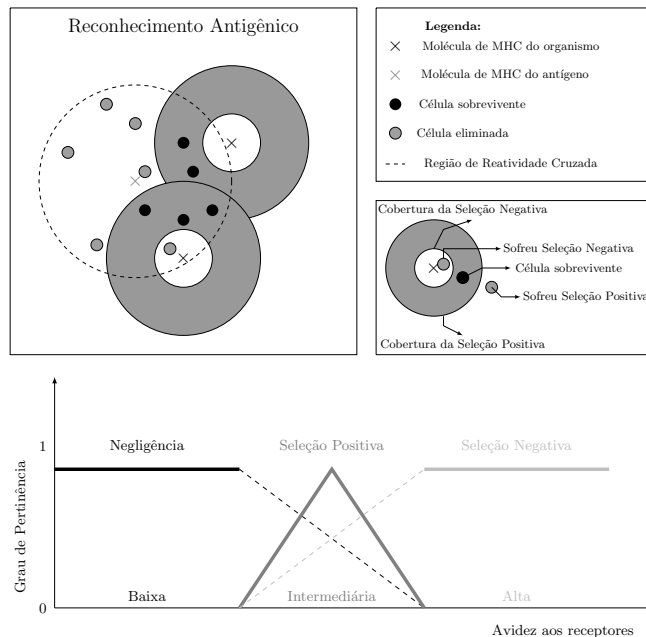 Reconhecimento Antigênico
Legenda:
Molécula de MHC do organismo
Molécula de MHC do antígeno
Célula sobrevivente
Célula eliminada
Região de Reatividade Cruzada
Cobertura da Seleção Negativa
Sofreu Seleção Negativa
Célula sobrevivente
Sofreu Seleção Positiva
Cobertura da Seleção Positiva
Grau de Pertinência
1
0
Negligência
Seleção Positiva
Seleção Negativa
Baixa
Intermediária
Alta
Avidez aos receptores